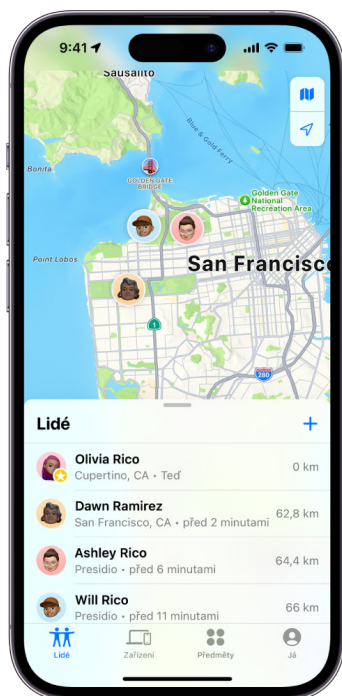 9:41
Sausalito
Blue & Gold Ferry
Bonita
GOLDEN GATE
BRIDGE
Golden Gate
National
Recreation Area
Point Lobos
San Francisco
1
280
Lidé
Olivia Rico
Cupertino, CA • Teď
0 km
Dawn Ramirez
San Francisco, CA • před 2 minutami
62,8 km
Ashley Rico
Presidio • před 6 minutami
64,4 km
Will Rico
Presidio • před 11 minutami
66 km
Lidé
Zařízení
Předměty
Já